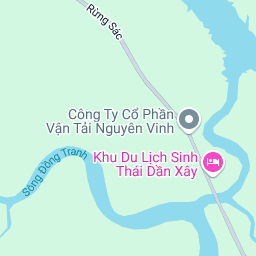 Rừng Sác
Công Ty Cổ Phần
Vận Tải Nguyên Vinh
Khu Du Lịch Sinh
Thái Dần Xây
Sông Đông Tranh